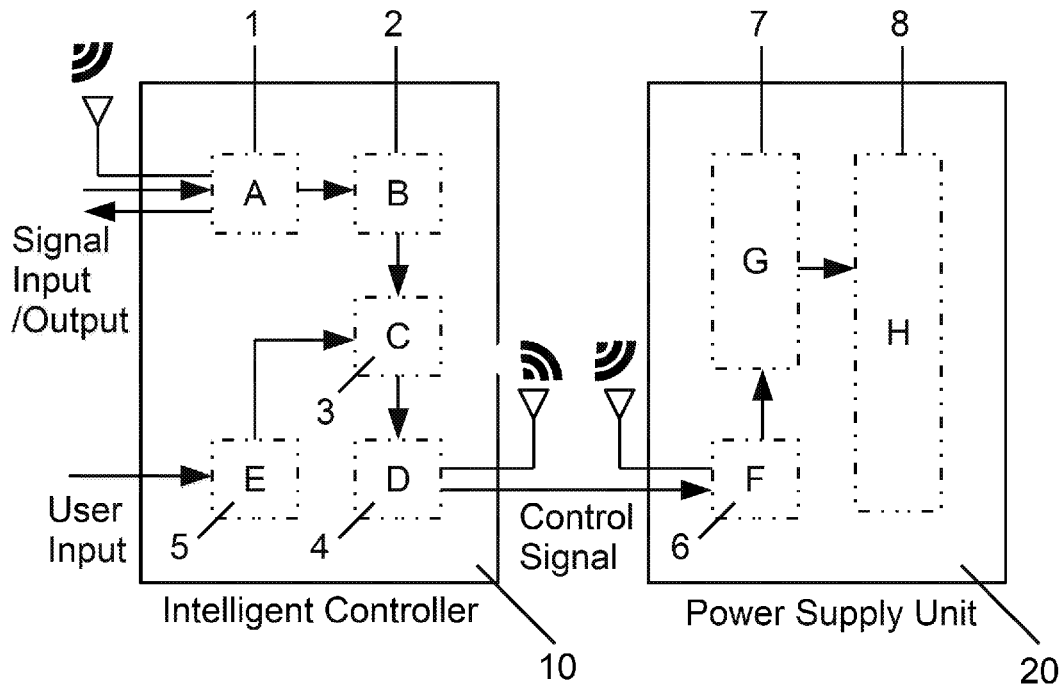 1
2
7
8
A
B
Signal
Input
/Output
G
C
H
3
E
D
F
User
Input
5
4
Control
Signal
6
Intelligent Controller
Power Supply Unit
10
20